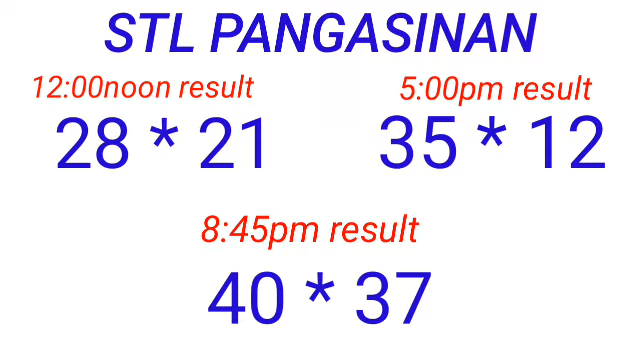 STL PANGASINAN
12:00noon result
5:00pm result
28 * 21
35 * 12
8:45pm result
40 * 37